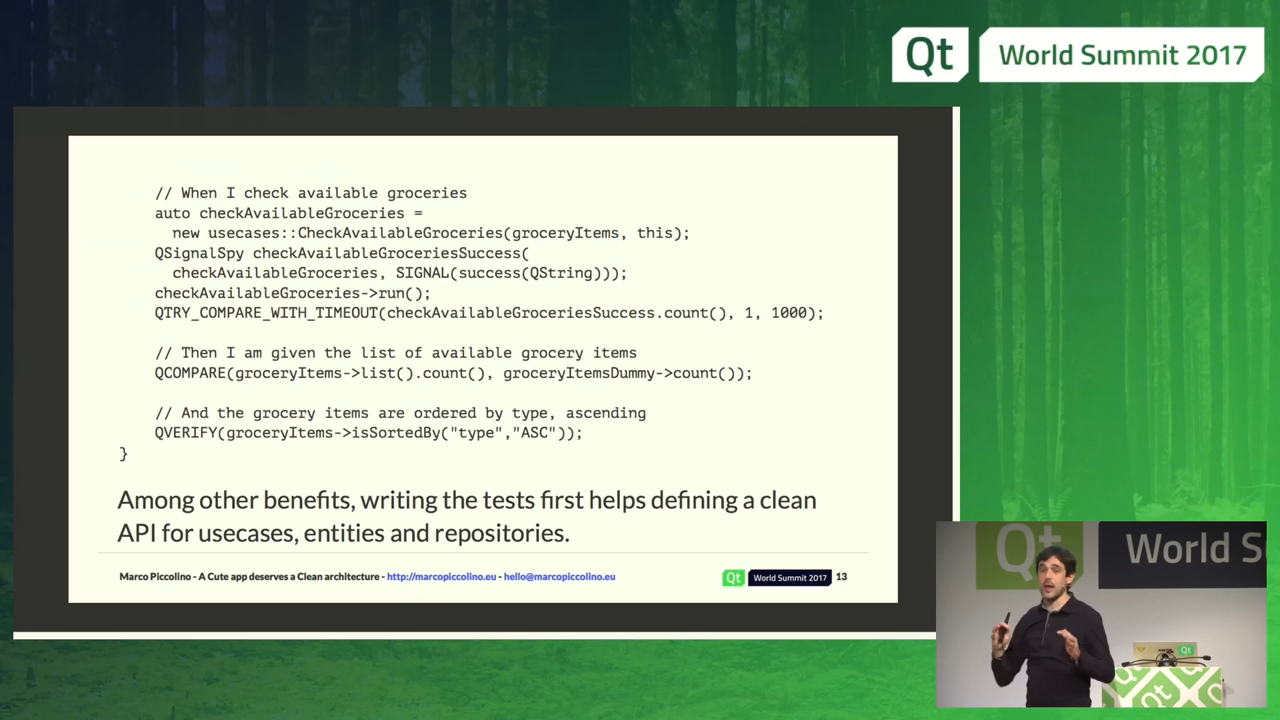 Qt World Summit 2017
// When I check available groceries
auto checkAvailableGroceries =
new usecases::CheckAvailableGroceries(groceryItems, this);
QSignalSpy checkAvailableGroceriesSuccess(
checkAvailableGroceries, SIGNAL(success(QString)));
checkAvailableGroceries->run();
QTRY_COMPARE_WITH_TIMEOUT(checkAvailableGroceriesSuccess.count(), 1, 1000);
// Then I am given the list of available grocery items
QCOMPARE(groceryItems->list().count(), groceryItemsDummy->count());
// And the grocery items are ordered by type, ascending
QVERIFY(groceryItems->isSortedBy("type","ASC"));
}
Among other benefits, writing the tests first helps defining a clean
API for usecases, entities and repositories.
Marco Piccolino - A Cute app deserves a Clean architecture - http://marcopiccolino.eu - hello@marcopiccolino.eu
Qt World Summit 2017 13
Qt World S
Qt
Qt
Qt